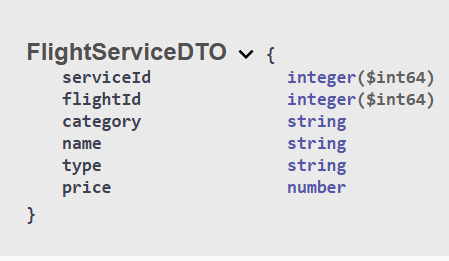 FlightServiceDTO {
serviceId integer($int64)
flightId integer($int64)
category string
name string
type string
price number
}